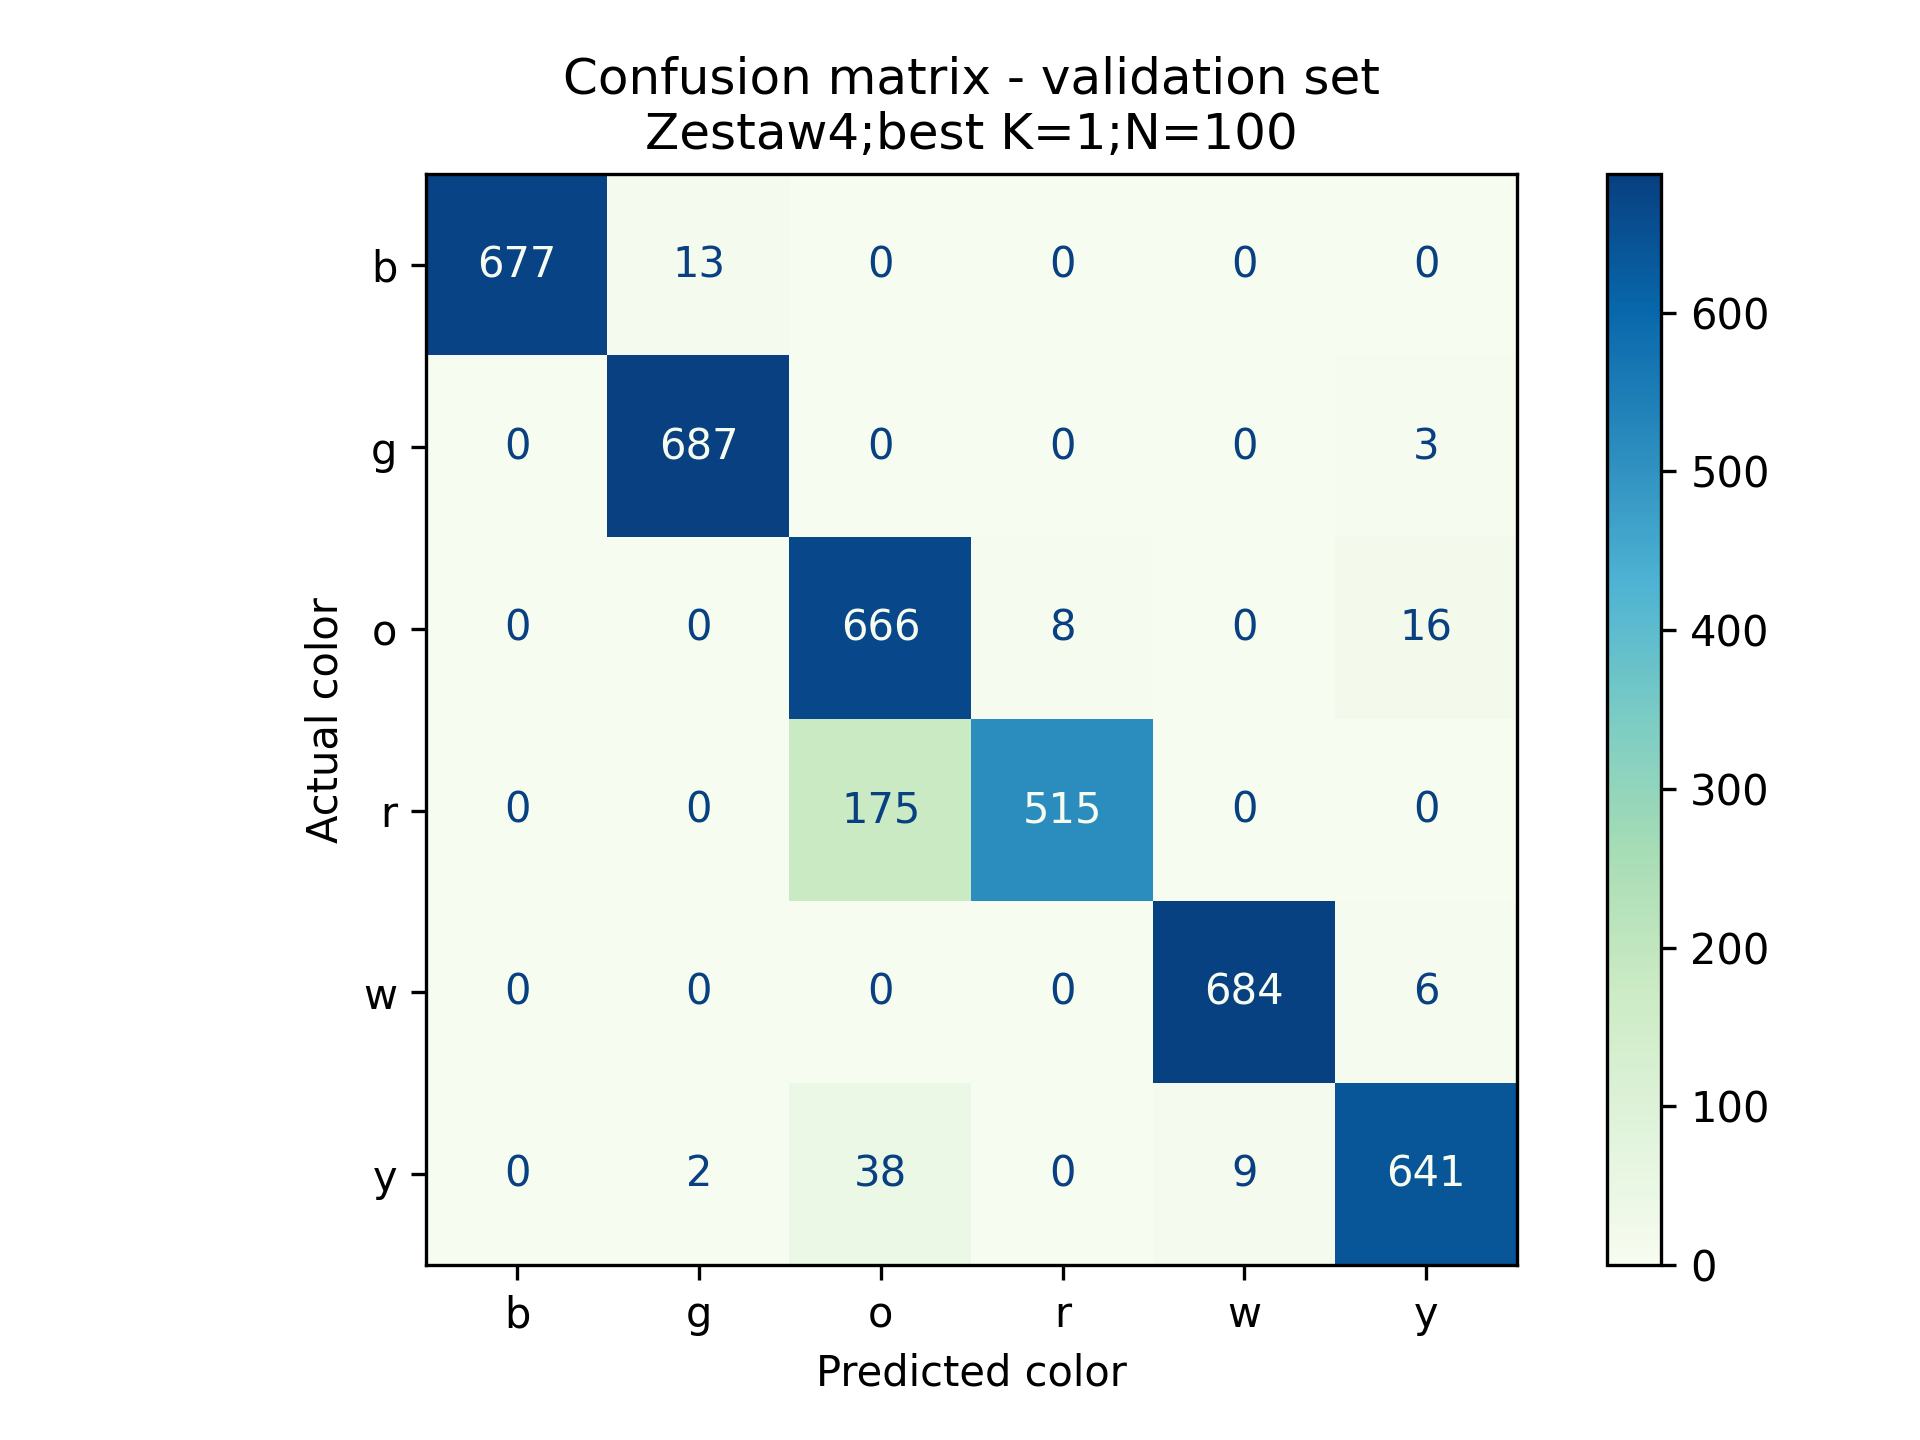 Confusion matrix - validation set
Zestaw4;best K=1;N=100
b 677 13 0 0 0 0
g 0 687 0 0 0 3
o 0 0 666 8 0 16
r 0 0 175 515 0 0
w 0 0 0 0 684 6
y 0 2 38 0 9 641
b g o r w y
Predicted color
Actual color
600
500
400
300
200
100
0